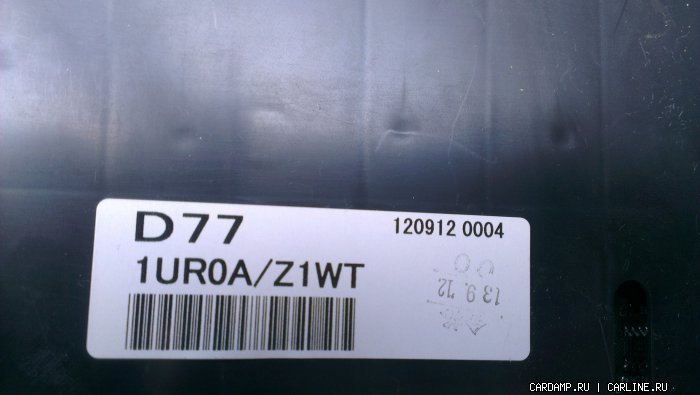 D77
120912 0004
1UR0A/Z1WT
13.9.12
CARDAMP.RU | CARLINE.RU